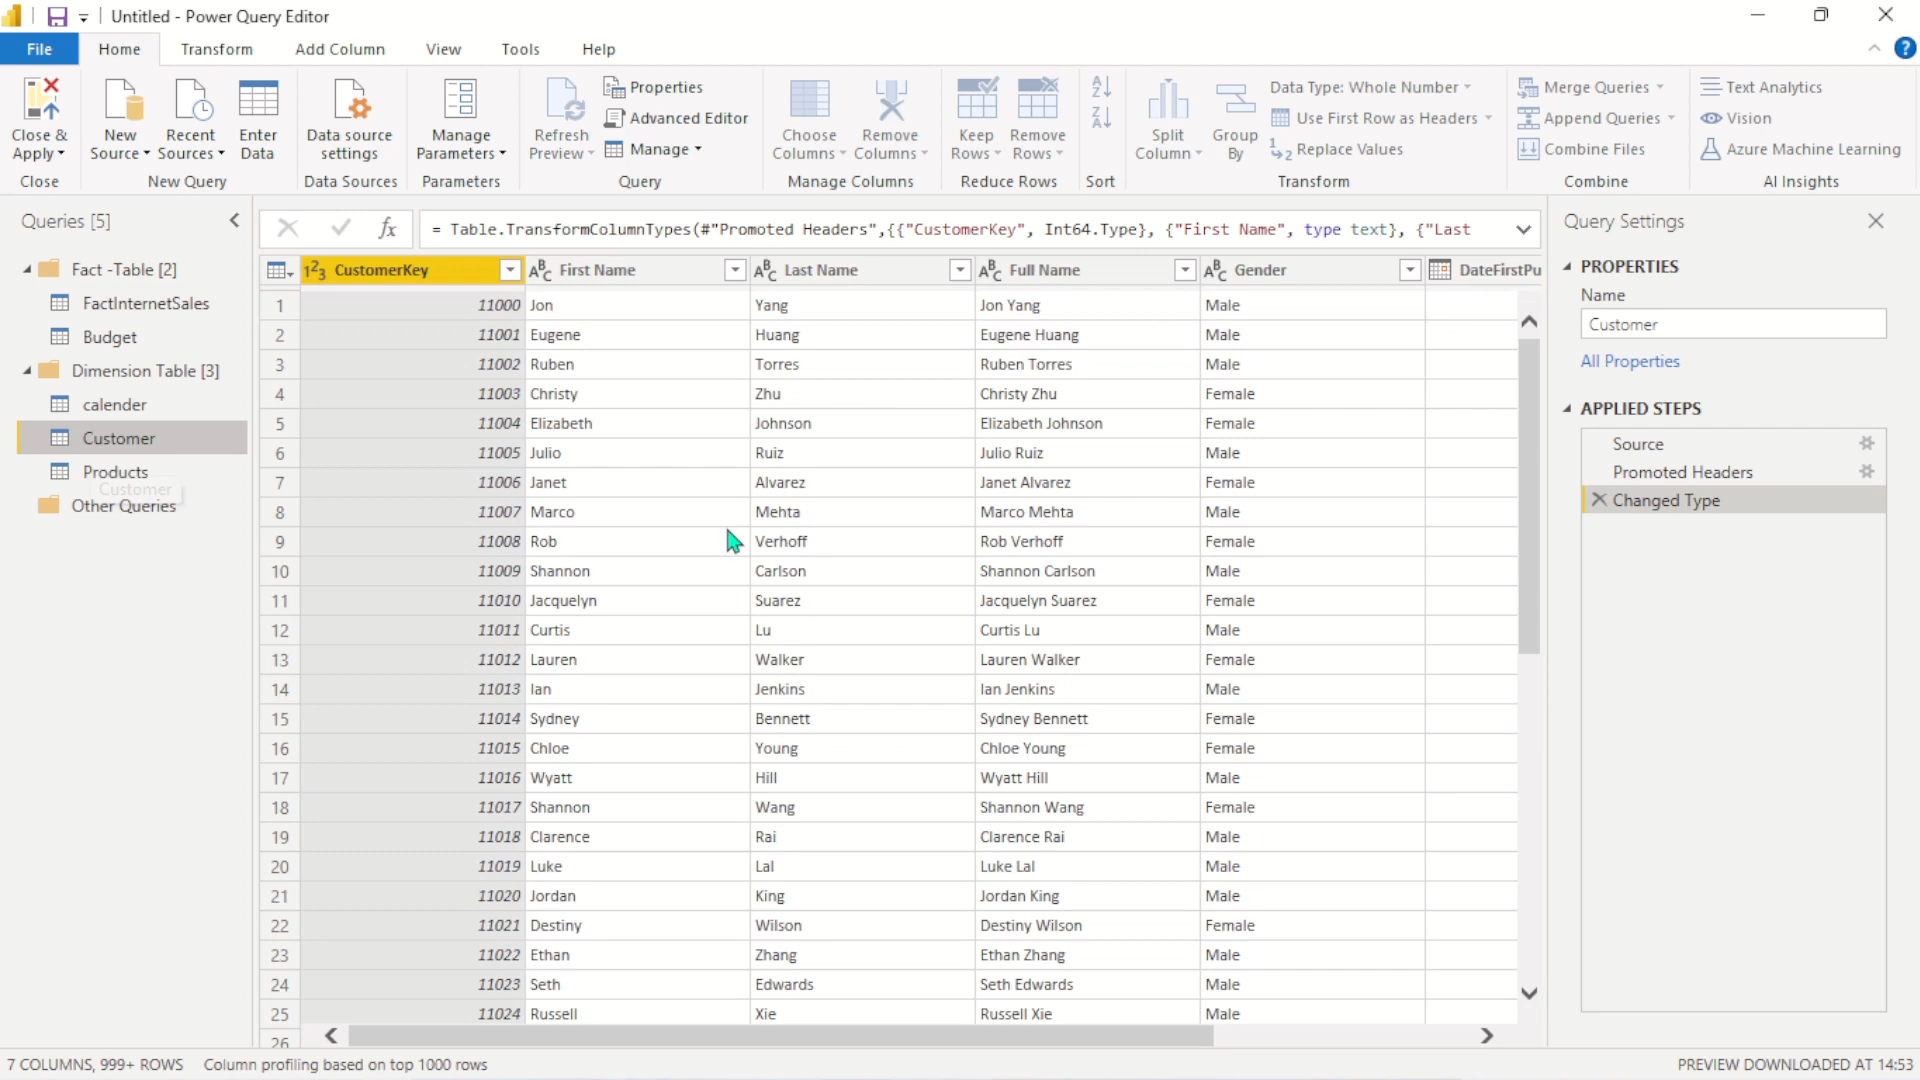 Untitled - Power Query Editor
File Home Transform Add Column View Tools Help
Close & Apply
New Source
Recent Sources
Enter Data
Data source settings
Manage Parameters
Refresh Preview
Properties
Advanced Editor
Manage
Choose Columns
Remove Columns
Keep Rows
Remove Rows
A Z
Z A
Split Column
Group By
Data Type: Whole Number
Use First Row as Headers
1 2 Replace Values
Merge Queries
Append Queries
Combine Files
Text Analytics
Vision
Azure Machine Learning
Close New Query Data Sources Parameters Query Manage Columns Reduce Rows Sort Transform Combine AI Insights
Queries [5]
Fact -Table [2]
FactInternetSales
Budget
Dimension Table [3]
calender
Customer
Products
Customer
Other Queries
fx = Table.TransformColumnTypes(#"Promoted Headers",{{"CustomerKey", Int64.Type}, {"First Name", type text}, {"Last
123 CustomerKey ABC First Name ABC Last Name ABC Full Name ABC Gender DateFirstPu
1 11000 Jon Yang Jon Yang Male
2 11001 Eugene Huang Eugene Huang Male
3 11002 Ruben Torres Ruben Torres Male
4 11003 Christy Zhu Christy Zhu Female
5 11004 Elizabeth Johnson Elizabeth Johnson Female
6 11005 Julio Ruiz Julio Ruiz Male
7 11006 Janet Alvarez Janet Alvarez Female
8 11007 Marco Mehta Marco Mehta Male
9 11008 Rob Verhoff Rob Verhoff Female
10 11009 Shannon Carlson Shannon Carlson Male
11 11010 Jacquelyn Suarez Jacquelyn Suarez Female
12 11011 Curtis Lu Curtis Lu Male
13 11012 Lauren Walker Lauren Walker Female
14 11013 Ian Jenkins Ian Jenkins Male
15 11014 Sydney Bennett Sydney Bennett Female
16 11015 Chloe Young Chloe Young Female
17 11016 Wyatt Hill Wyatt Hill Male
18 11017 Shannon Wang Shannon Wang Female
19 11018 Clarence Rai Clarence Rai Male
20 11019 Luke Lal Luke Lal Male
21 11020 Jordan King Jordan King Male
22 11021 Destiny Wilson Destiny Wilson Female
23 11022 Ethan Zhang Ethan Zhang Male
24 11023 Seth Edwards Seth Edwards Male
25 11024 Russell Xie Russell Xie Male
26
Query Settings
PROPERTIES
Name
Customer
All Properties
APPLIED STEPS
Source
Promoted Headers
Changed Type
7 COLUMNS, 999+ ROWS Column profiling based on top 1000 rows
PREVIEW DOWNLOADED AT 14:53